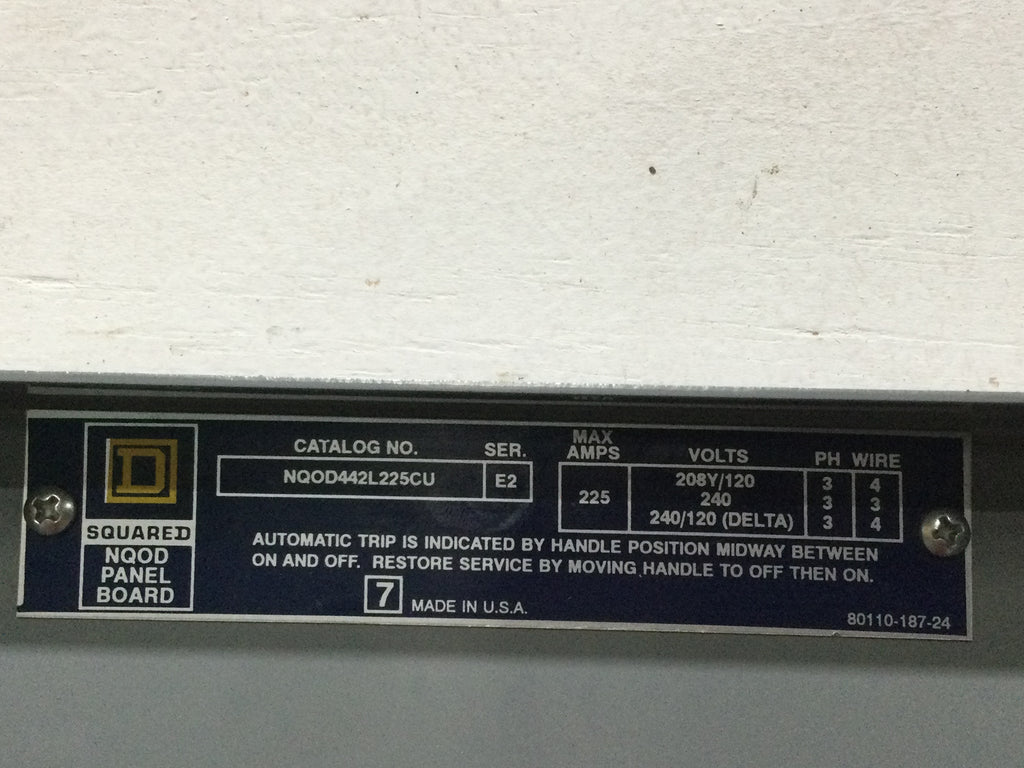 D
SQUARE D
NQOD
PANEL
BOARD
CATALOG NO. SER.
NQOD442L225CU E2
MAX
AMPS VOLTS PH WIRE
225
208Y/120 3 4
240 3 3
240/120 (DELTA) 3 4
AUTOMATIC TRIP IS INDICATED BY HANDLE POSITION MIDWAY BETWEEN
ON AND OFF. RESTORE SERVICE BY MOVING HANDLE TO OFF THEN ON.
7 MADE IN U.S.A.
80110-187-24